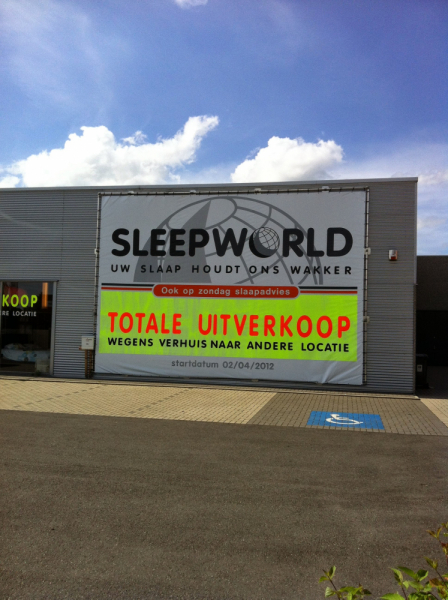 SLEEPWORLD
UW SLAAP HOUDT ONS WAKKER
Ook op zondag slaapadvies
TOTALE UITVERKOOP
WEGENS VERHUIS NAAR ANDERE LOCATIE
startdatum 02/04/2012
KOOP
RE LOCATIE